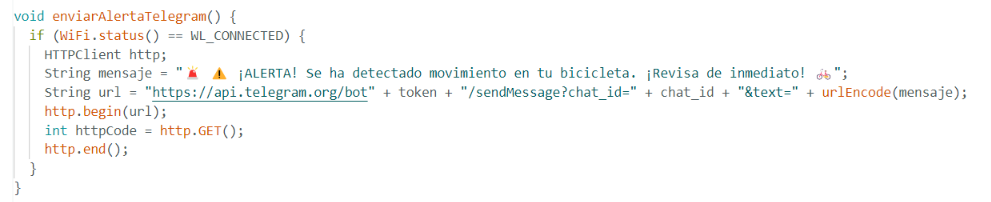 void enviarAlertaTelegram() {
  if (WiFi.status() == WL_CONNECTED) {
    HTTPClient http;
    String mensaje = "🚨 ⚠️ ¡ALERTA! Se ha detectado movimiento en tu bicicleta. ¡Revisa de inmediato! 🚲";
    String url = "https://api.telegram.org/bot" + token + "/sendMessage?chat_id=" + chat_id + "&text=" + urlEncode(mensaje);
    http.begin(url);
    int httpCode = http.GET();
    http.end();
  }
}